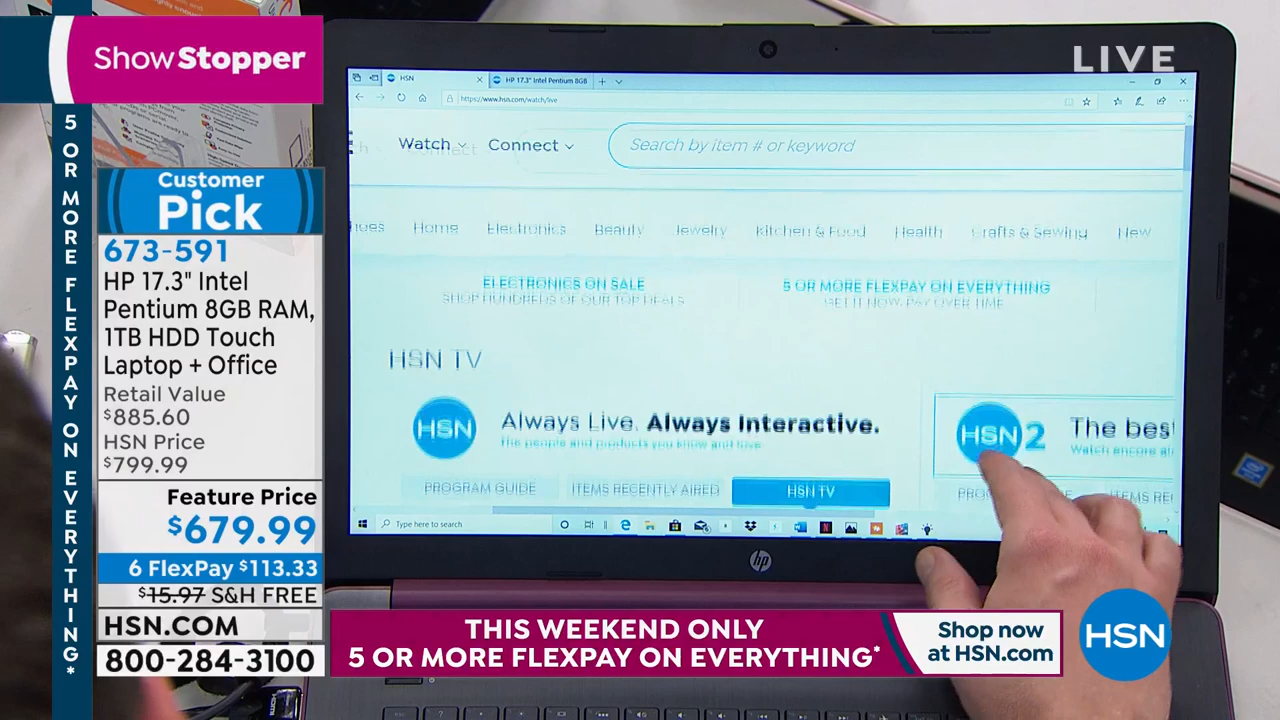 ShowStopper
LIVE
5 OR MORE FLEXPAY ON EVERYTHING*
Customer
Pick
673-591
HP 17.3" Intel
Pentium 8GB RAM,
1TB HDD Touch
Laptop + Office
Retail Value
$885.60
HSN Price
$799.99
Feature Price
$679.99
6 FlexPay $113.33
$15.97 S&H FREE
HSN.COM
800-284-3100
HSN
HP 17.3" Intel Pentium 8GB
https://www.hsn.com/watch/live
Watch
Connect
Search by item # or keyword
Home Electronics Beauty Jewelry Kitchen & Food Health Crafts & Sewing New
ELECTRONICS ON SALE
SHOP HUNDREDS OF OUR TOP DEALS
5 OR MORE FLEXPAY ON EVERYTHING
GET IT NOW. PAY OVER TIME
HSN TV
HSN
Always Live. Always Interactive.
The people and products you know and love
HSN 2
The best
Watch encore
PROGRAM GUIDE
ITEMS RECENTLY AIRED
HSN TV
Type here to search
hp
THIS WEEKEND ONLY
5 OR MORE FLEXPAY ON EVERYTHING*
Shop now
at HSN.com
HSN
HDMI